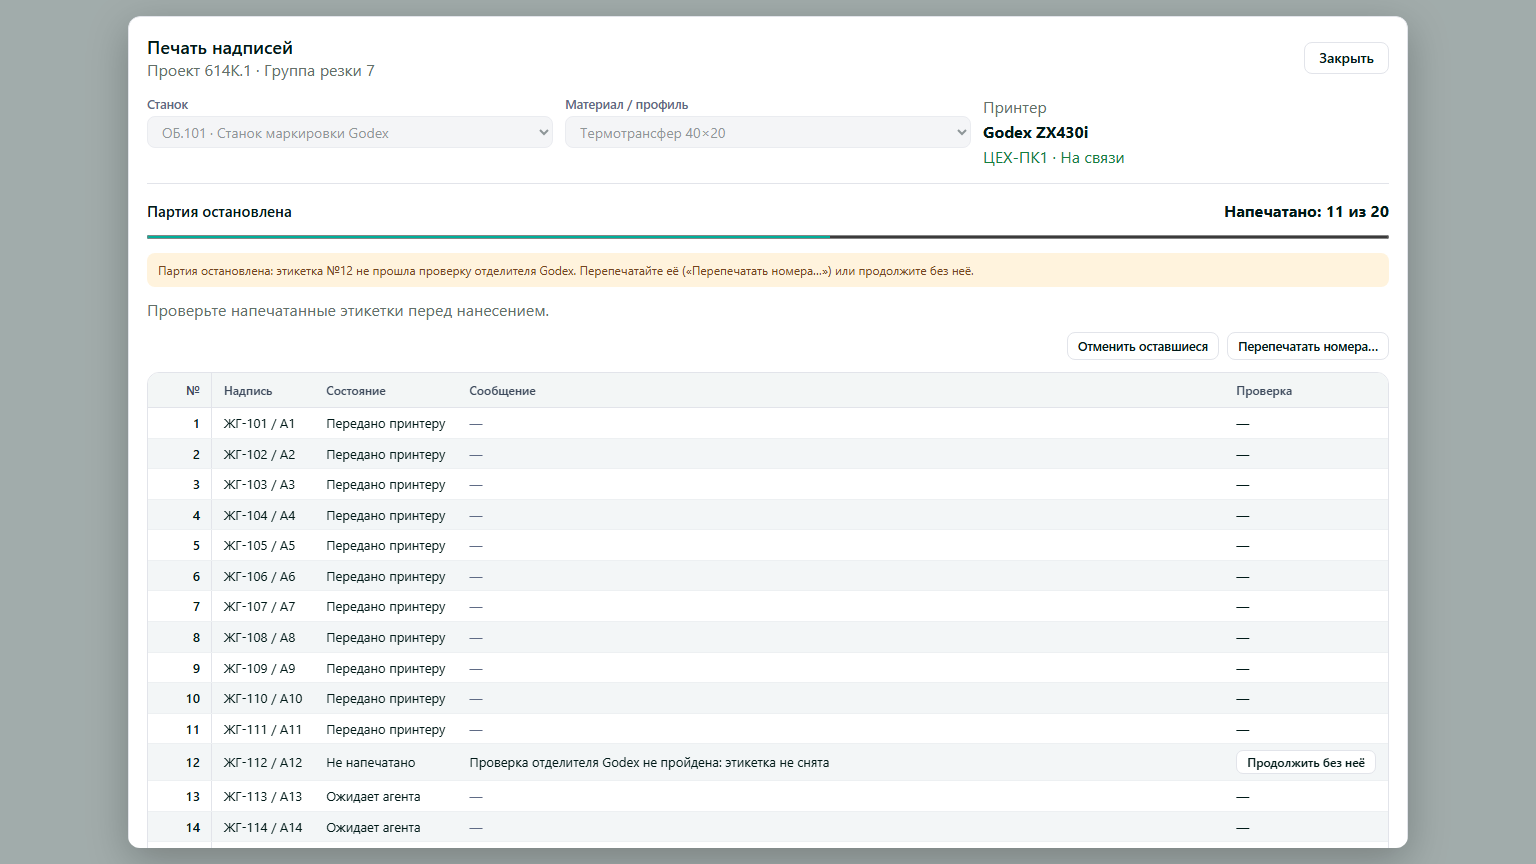 Печать надписей
Проект 614К.1 · Группа резки 7
Закрыть
Станок
Материал / профиль
Принтер
ОБ.101 · Станок маркировки Godex
Термотрансфер 40×20
Godex ZX430i
ЦЕХ-ПК1 · На связи
Партия остановлена
Напечатано: 11 из 20
Партия остановлена: этикетка №12 не прошла проверку отделителя Godex. Перепечатайте её («Перепечатать номера...») или продолжите без неё.
Проверьте напечатанные этикетки перед нанесением.
Отменить оставшиеся
Перепечатать номера...
№ Надпись Состояние Сообщение Проверка
1 ЖГ-101 / А1 Передано принтеру — —
2 ЖГ-102 / А2 Передано принтеру — —
3 ЖГ-103 / А3 Передано принтеру — —
4 ЖГ-104 / А4 Передано принтеру — —
5 ЖГ-105 / А5 Передано принтеру — —
6 ЖГ-106 / А6 Передано принтеру — —
7 ЖГ-107 / А7 Передано принтеру — —
8 ЖГ-108 / А8 Передано принтеру — —
9 ЖГ-109 / А9 Передано принтеру — —
10 ЖГ-110 / А10 Передано принтеру — —
11 ЖГ-111 / А11 Передано принтеру — —
12 ЖГ-112 / А12 Не напечатано Проверка отделителя Godex не пройдена: этикетка не снята Продолжить без неё
13 ЖГ-113 / А13 Ожидает агента — —
14 ЖГ-114 / А14 Ожидает агента — —